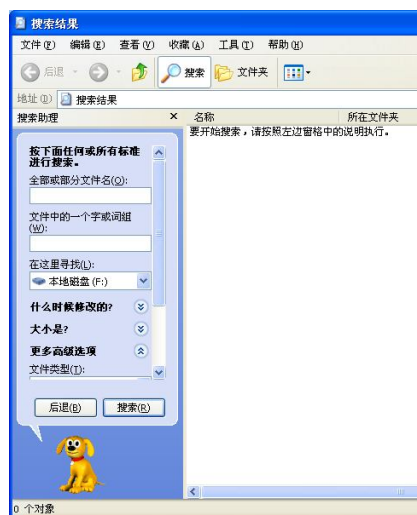 搜索结果
文件(F) 编辑(E) 查看(V) 收藏(A) 工具(T) 帮助(H)
后退 搜索 文件夹
地址(D) 搜索结果
搜索助理 × 名称 所在文件夹
要开始搜索，请按照左边窗格中的说明执行。
按下面任何或所有标准
进行搜索。
全部或部分文件名(O):
文件中的一个字或词组
(W):
在这里寻找(L):
本地磁盘 (F:)
什么时候修改的?
大小是?
更多高级选项
文件类型(T):
后退(B) 搜索(R)
0 个对象